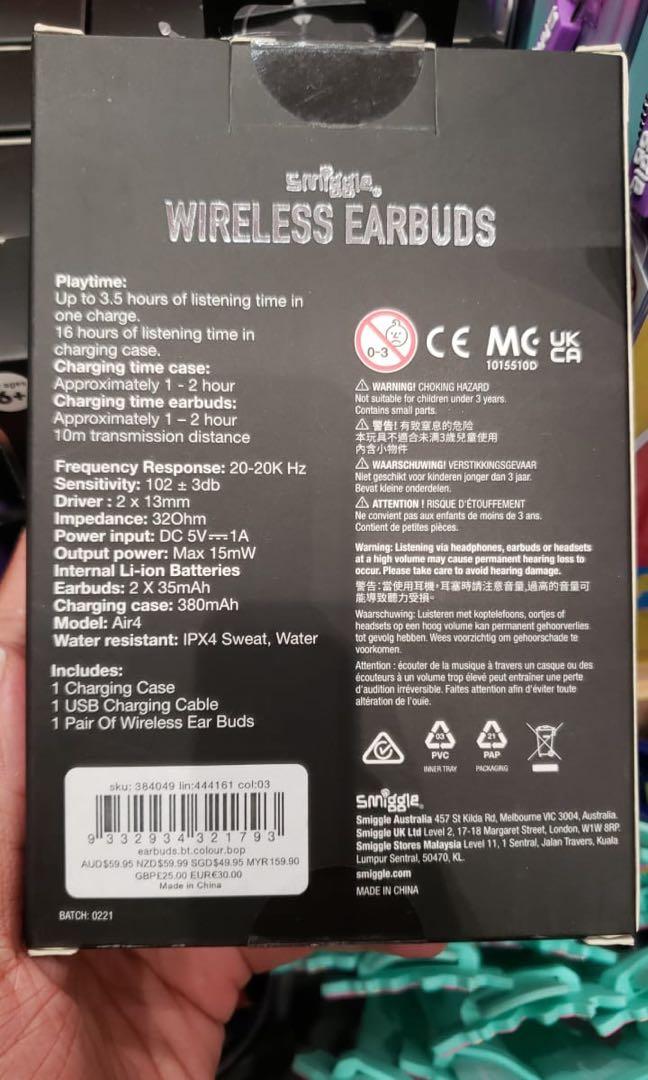 smiggle
WIRELESS EARBUDS
Playtime:
Up to 3.5 hours of listening time in
one charge.
16 hours of listening time in
charging case.
Charging time case:
Approximately 1 - 2 hour
Charging time earbuds:
Approximately 1 – 2 hour
10m transmission distance
Frequency Response: 20-20K Hz
Sensitivity: 102 ± 3db
Driver : 2 x 13mm
Impedance: 32Ohm
Power input: DC 5V⎓1A
Output power: Max 15mW
Internal Li-ion Batteries
Earbuds: 2 X 35mAh
Charging case: 380mAh
Model: Air4
Water resistant: IPX4 Sweat, Water
Includes:
1 Charging Case
1 USB Charging Cable
1 Pair Of Wireless Ear Buds
sku: 384049 lin:444161 col:03
9 332934 321793
earbuds.bt.colour.bop
AUD$59.95 NZD$59.99 SGD$49.95 MYR159.90
GBP£25.00 EUR€30.00
Made in China
BATCH: 0221
0-3
CE
UK
CA
1015510D
WARNING! CHOKING HAZARD
Not suitable for children under 3 years.
Contains small parts.
警告! 有致窒息的危險
本玩具不適合未满3歲兒童使用
內含小物件
WAARSCHUWING! VERSTIKKINGSGEVAAR
Niet geschikt voor kinderen jonger dan 3 jaar.
Bevat kleine onderdelen.
ATTENTION ! RISQUE D'ÉTOUFFEMENT
Ne convient pas aux enfants de moins de 3 ans.
Contient de petites pièces.
Warning: Listening via headphones, earbuds or headsets
at a high volume may cause permanent hearing loss to
occur. Please take care to avoid hearing damage.
警告:當使用耳機,耳塞時請注意音量,過高的音量可
能導致聽力受損。
Waarschuwing: Luisteren met koptelefoons, oortjes of
headsets op een hoog volume kan permanent gehoorverlies
tot gevolg hebben. Wees voorzichtig om gehoorschade te
voorkomen.
Attention : écouter de la musique à travers un casque ou des
écouteurs à un volume trop élevé peut entraîner une perte
d'audition irréversible. Faites attention afin d'éviter toute
altération de l'ouïe.
03
PVC
INNER TRAY
21
PAP
PACKAGING
smiggle
Smiggle Australia 457 St Kilda Rd, Melbourne VIC 3004, Australia.
Smiggle UK Ltd Level 2, 17-18 Margaret Street, London, W1W 8RP.
Smiggle Stores Malaysia Level 11, 1 Sentral, Jalan Travers, Kuala
Lumpur Sentral, 50470, KL.
smiggle.com
MADE IN CHINA
6+